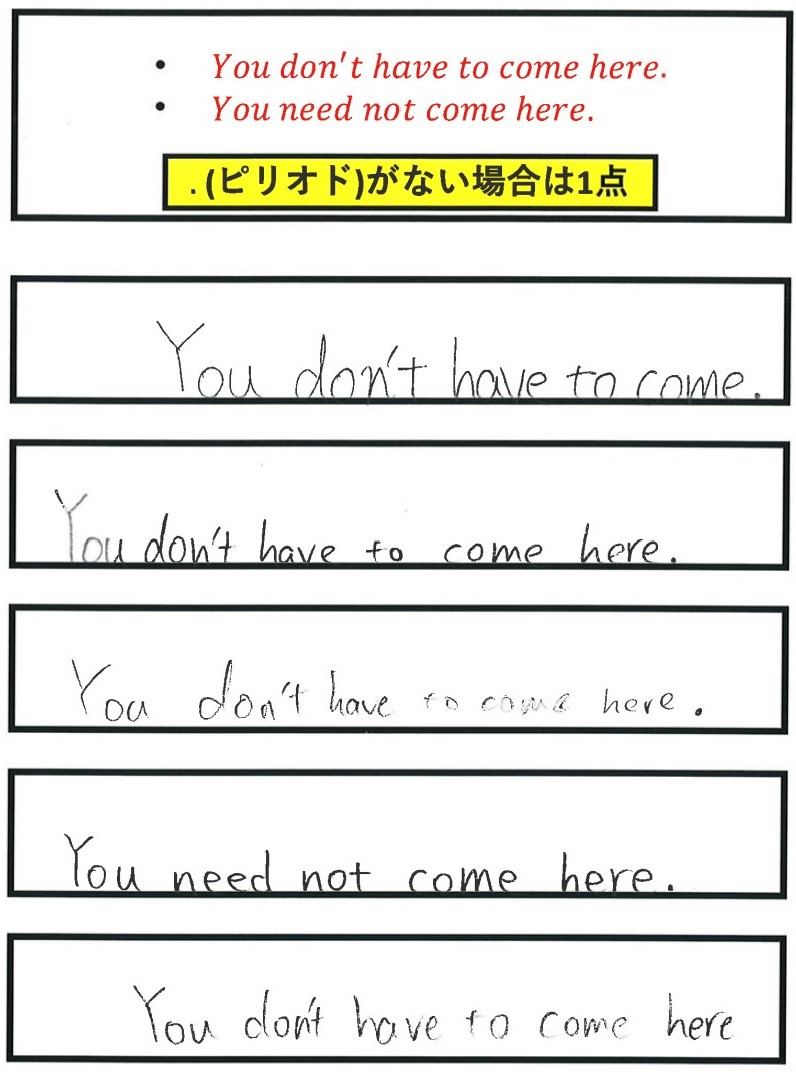 • You don't have to come here.
• You need not come here.
. (ピリオド)がない場合は1点
You don't have to come.
You don't have to come here.
You don't have to come here.
You need not come here.
You don't have to come here